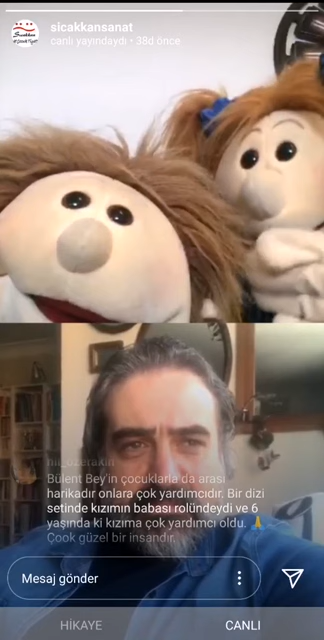 sicakkansanat
canlı yayındaydı • 38d önce
Bülent Bey'in çocuklarla da arası
harikadır onlara çok yardımcıdır. Bir dizi
setinde kızımın babası rolündeydi ve 6
yaşında ki kızıma çok yardımcı oldu. 🙏
Çook güzel bir insandır.
Mesaj gönder
HİKAYE
CANLI